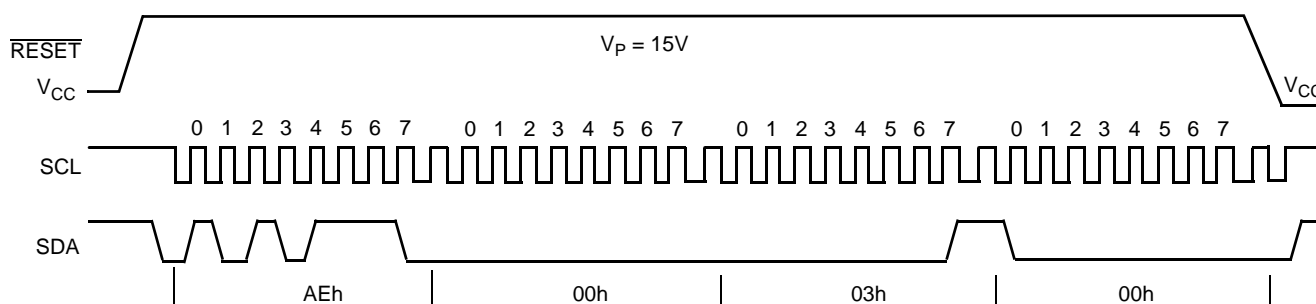 RESET
V_P = 15V
V_CC
V_CC
0 1 2 3 4 5 6 7 0 1 2 3 4 5 6 7 0 1 2 3 4 5 6 7 0 1 2 3 4 5 6 7
SCL
SDA
AEh 00h 03h 00h